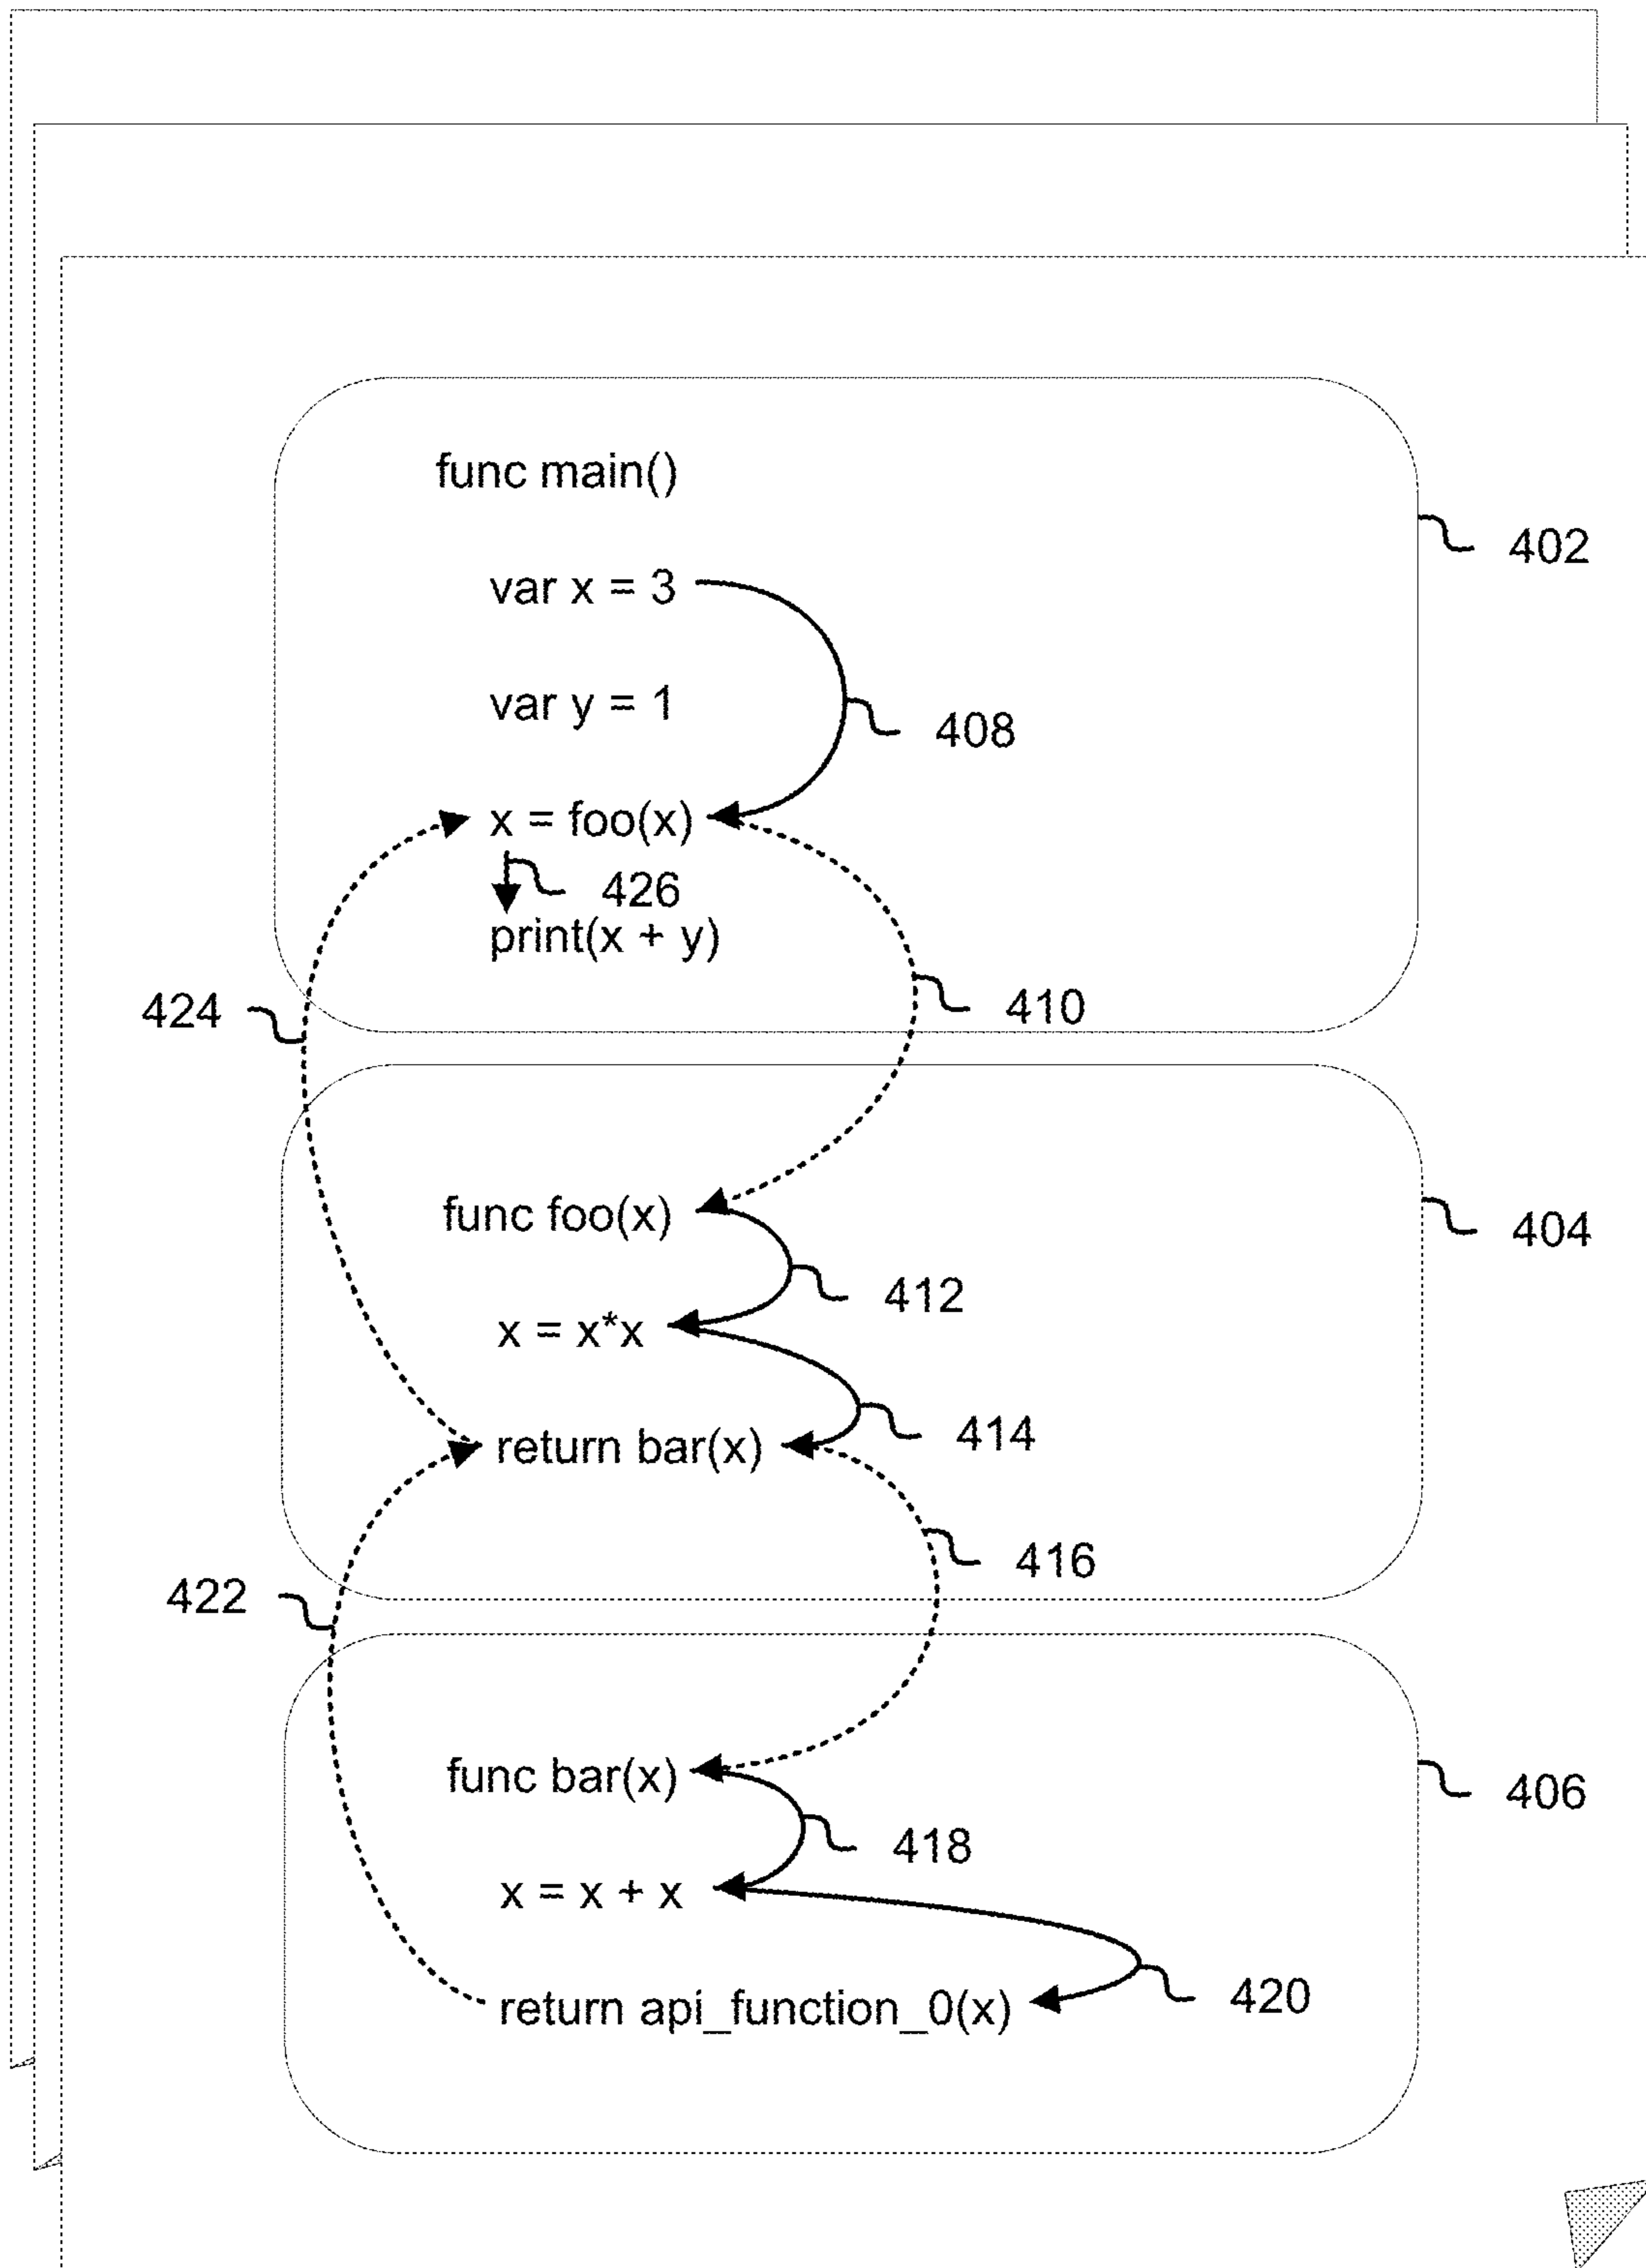 func main()
402
var x = 3
var y = 1
408
x = foo(x)
426
print(x + y)
424
410
func foo(x)
404
412
x = x*x
414
return bar(x)
416
422
func bar(x)
406
418
x = x + x
420
return api_function_0(x)